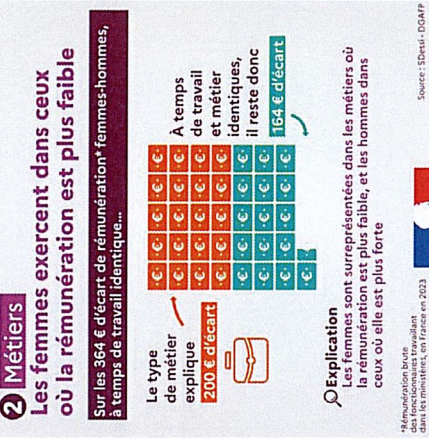 2 Métiers
Les femmes exercent dans ceux
où la rémunération est plus faible
Sur les 364 € d'écart de rémunération* femmes-hommes,
à temps de travail identique...
Le type
de métier
explique
200 € d'écart
À temps
de travail
et métier
identiques,
il reste donc
164 € d'écart
Explication
Les femmes sont surreprésentées dans les métiers où
la rémunération est plus faible, et les hommes dans
ceux où elle est plus forte
*Rémunération brute
des fonctionnaires travaillant
dans les ministères, en France en 2023
Source : SDessi - DGAFP